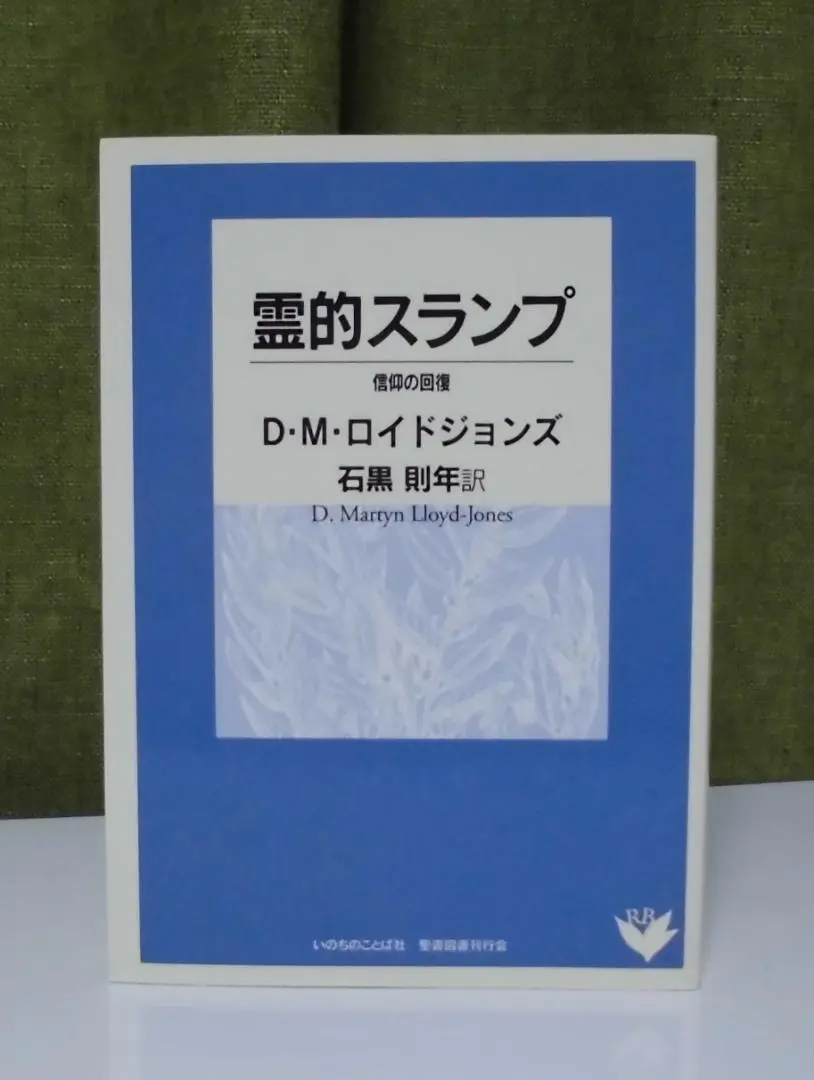 霊的スランプ
信仰の回復
D・M・ロイドジョンズ
石黒 則年訳
D. Martyn Lloyd-Jones
RB
いのちのことば社 聖書図書刊行会